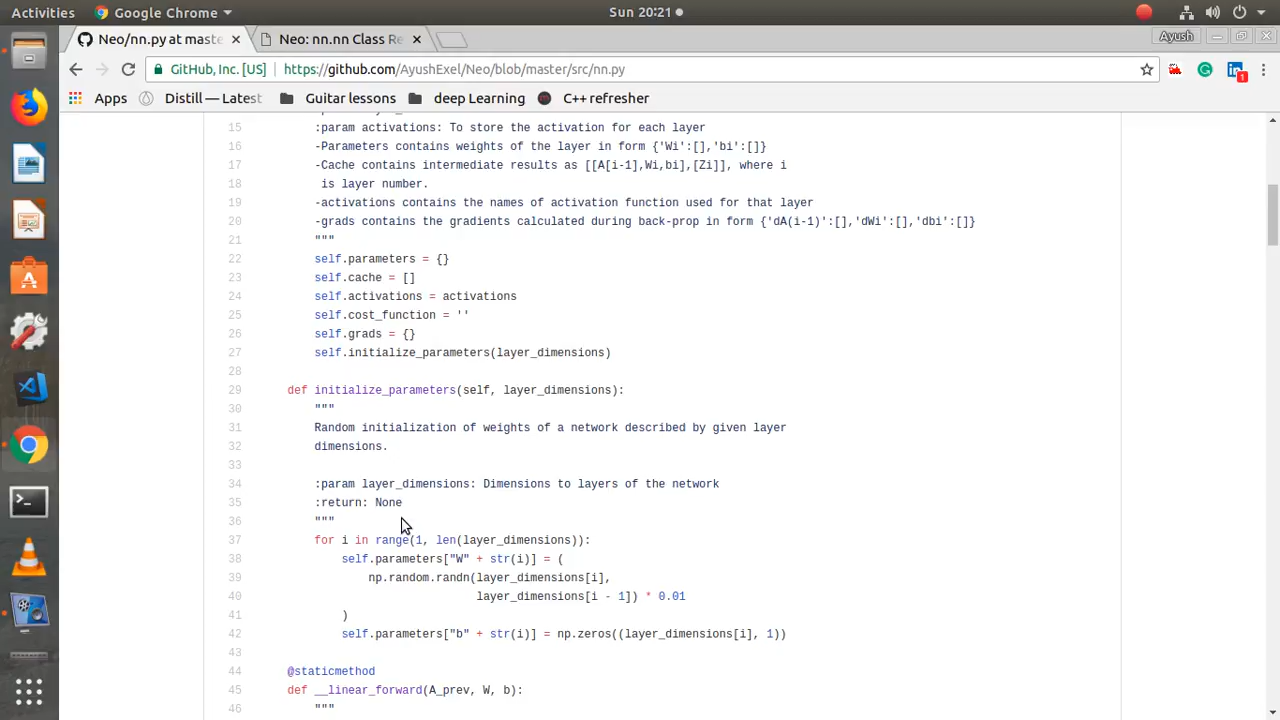 Activities Google Chrome Sun 20:21
Neo/nn.py at maste Neo: nn.nn Class Re Ayush
GitHub, Inc. [US] https://github.com/AyushExel/Neo/blob/master/src/nn.py 1
Apps Distill — Latest Guitar lessons deep Learning C++ refresher
15 :param activations: To store the activation for each layer
16 -Parameters contains weights of the layer in form {'Wi':[],'bi':[]}
17 -Cache contains intermediate results as [[A[i-1],Wi,bi],[Zi]], where i
18 is layer number.
19 -activations contains the names of activation function used for that layer
20 -grads contains the gradients calculated during back-prop in form {'dA(i-1)':[],'dWi':[],'dbi':[]}
21 """
22 self.parameters = {}
23 self.cache = []
24 self.activations = activations
25 self.cost_function = ''
26 self.grads = {}
27 self.initialize_parameters(layer_dimensions)
28
29 def initialize_parameters(self, layer_dimensions):
30 """
31 Random initialization of weights of a network described by given layer
32 dimensions.
33
34 :param layer_dimensions: Dimensions to layers of the network
35 :return: None
36 """
37 for i in range(1, len(layer_dimensions)):
38 self.parameters["W" + str(i)] = (
39 np.random.randn(layer_dimensions[i],
40 layer_dimensions[i - 1]) * 0.01
41 )
42 self.parameters["b" + str(i)] = np.zeros((layer_dimensions[i], 1))
43
44 @staticmethod
45 def __linear_forward(A_prev, W, b):
46 """